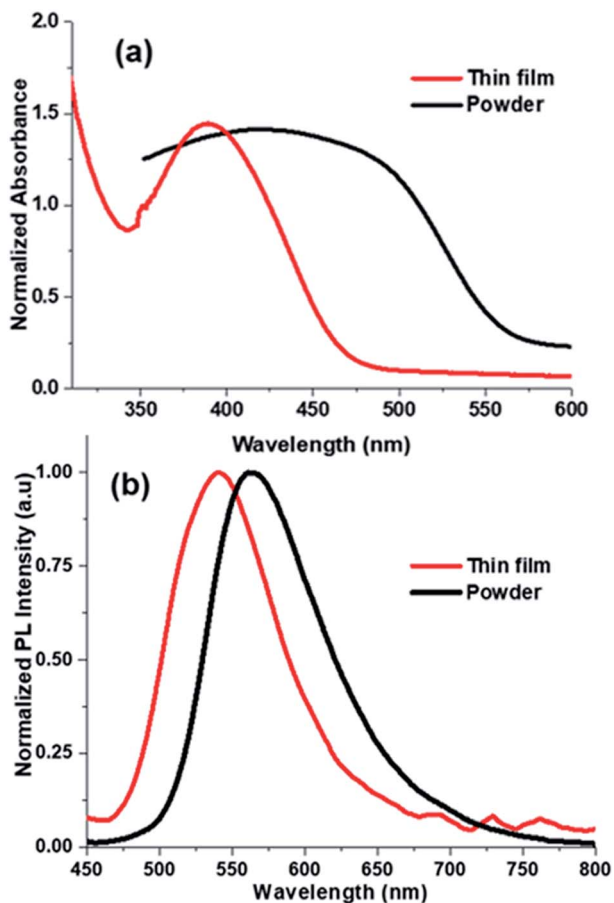 (a)
Thin film
Powder
Normalized Absorbance
2.0
1.5
1.0
0.5
0.0
350 400 450 500 550 600
Wavelength (nm)
(b)
Thin film
Powder
Normalized PL Intensity (a.u)
1.00
0.75
0.50
0.25
0.00
450 500 550 600 650 700 750 800
Wavelength (nm)